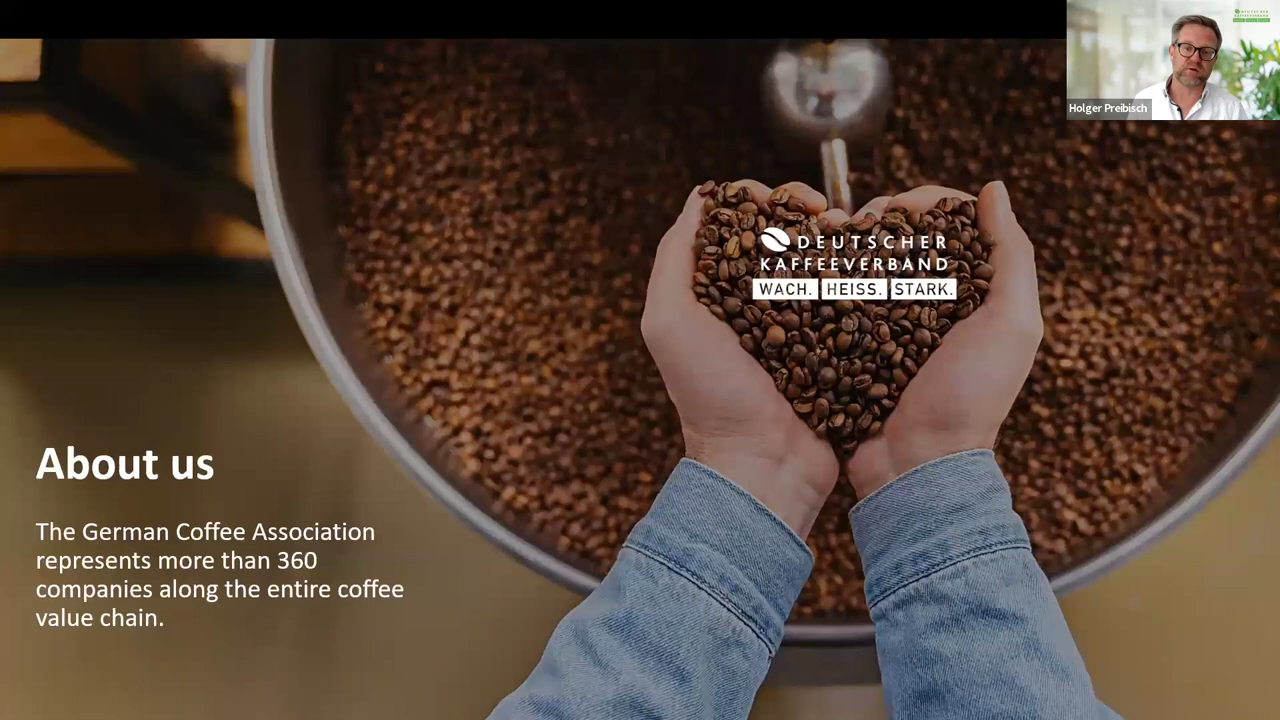 Holger Preibisch
DEUTSCHER
KAFFEEVERBAND
WACH. HEISS. STARK.
About us
The German Coffee Association
represents more than 360
companies along the entire coffee
value chain.